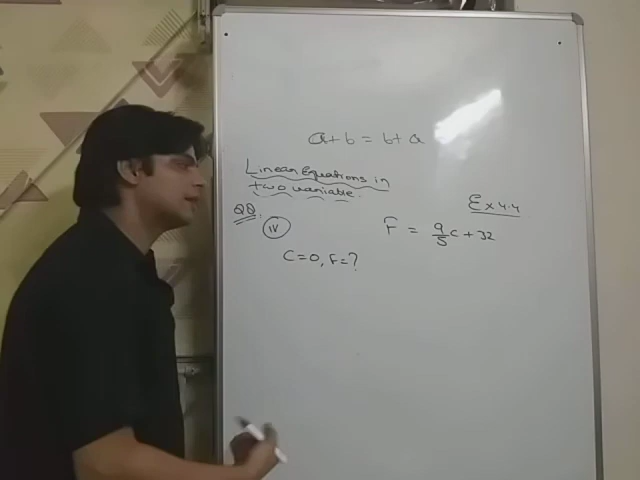 a+b = b+a
Linear Equations in
two variable.
Ex 4.4
Q8.
IV
F = 9/5 C + 32
C=0, F=?